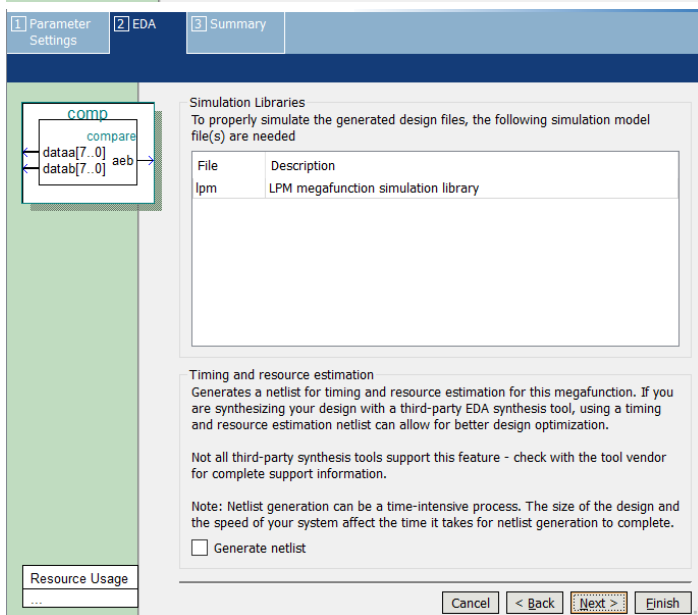 1 Parameter Settings
2 EDA
3 Summary
comp
compare
dataa[7..0]
datab[7..0]
aeb
Simulation Libraries
To properly simulate the generated design files, the following simulation model
file(s) are needed
File Description
lpm LPM megafunction simulation library
Timing and resource estimation
Generates a netlist for timing and resource estimation for this megafunction. If you
are synthesizing your design with a third-party EDA synthesis tool, using a timing
and resource estimation netlist can allow for better design optimization.
Not all third-party synthesis tools support this feature - check with the tool vendor
for complete support information.
Note: Netlist generation can be a time-intensive process. The size of the design and
the speed of your system affect the time it takes for netlist generation to complete.
Generate netlist
Resource Usage
...
Cancel < Back Next > Finish